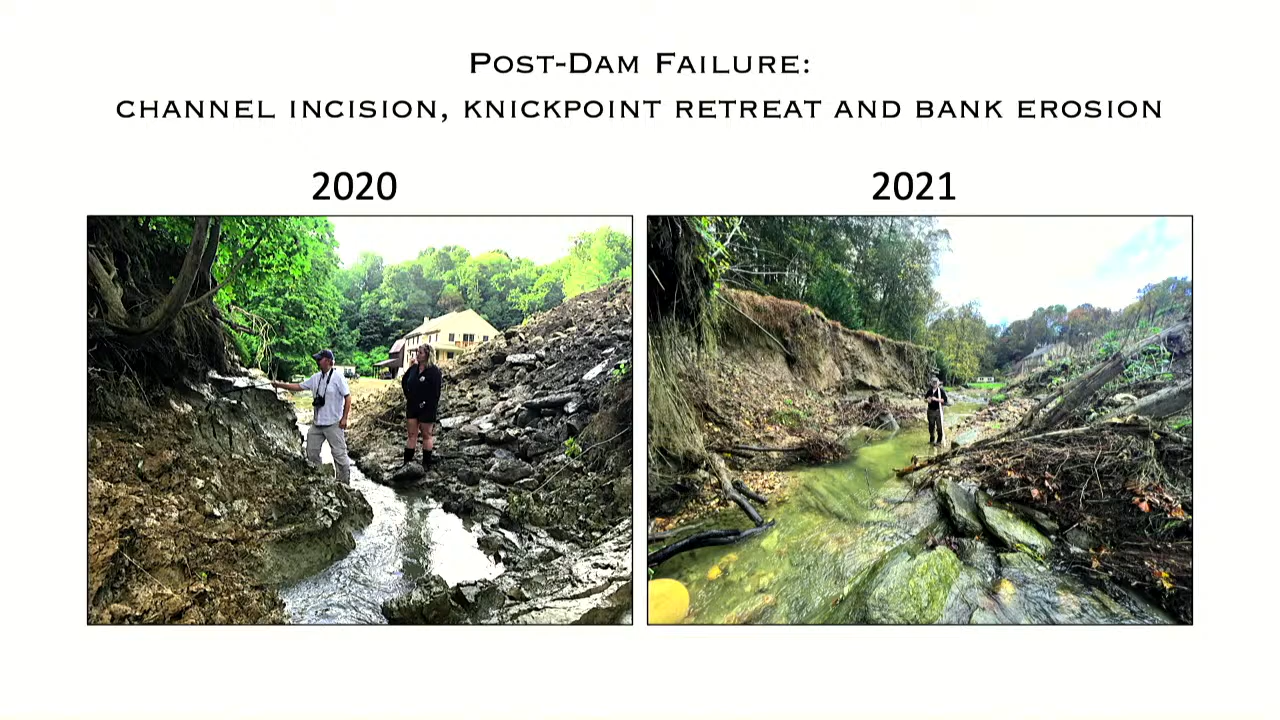 Post-Dam Failure:
channel incision, knickpoint retreat and bank erosion
2020
2021